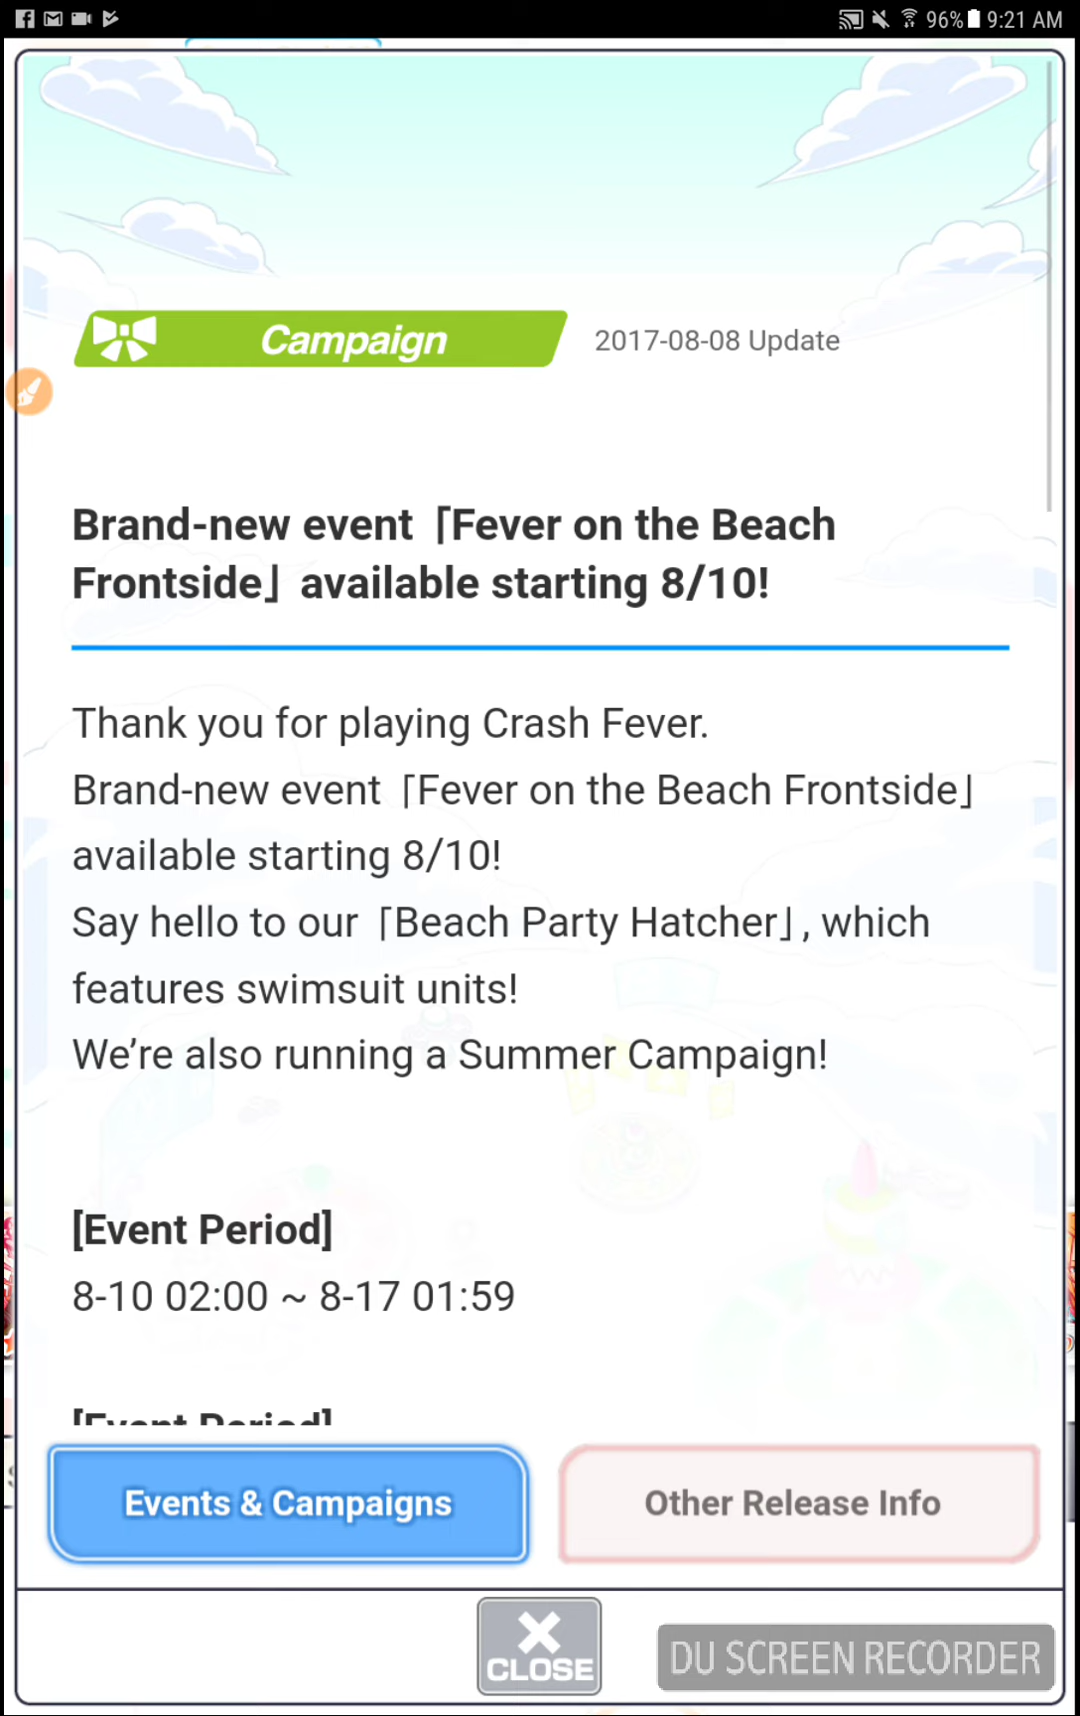 96% 9:21 AM
Campaign
2017-08-08 Update
Brand-new event「Fever on the Beach
Frontside」available starting 8/10!
Thank you for playing Crash Fever.
Brand-new event「Fever on the Beach Frontside」
available starting 8/10!
Say hello to our「Beach Party Hatcher」, which
features swimsuit units!
We’re also running a Summer Campaign!
[Event Period]
8-10 02:00 ~ 8-17 01:59
[Event Period]
Events & Campaigns
Other Release Info
CLOSE
DU SCREEN RECORDER